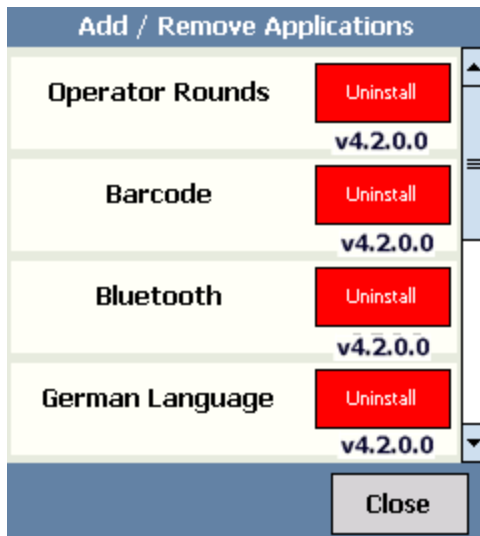 Add / Remove Applications
Operator Rounds
Uninstall
v4.2.0.0
Barcode
Uninstall
v4.2.0.0
Bluetooth
Uninstall
v4.2.0.0
German Language
Uninstall
v4.2.0.0
Close